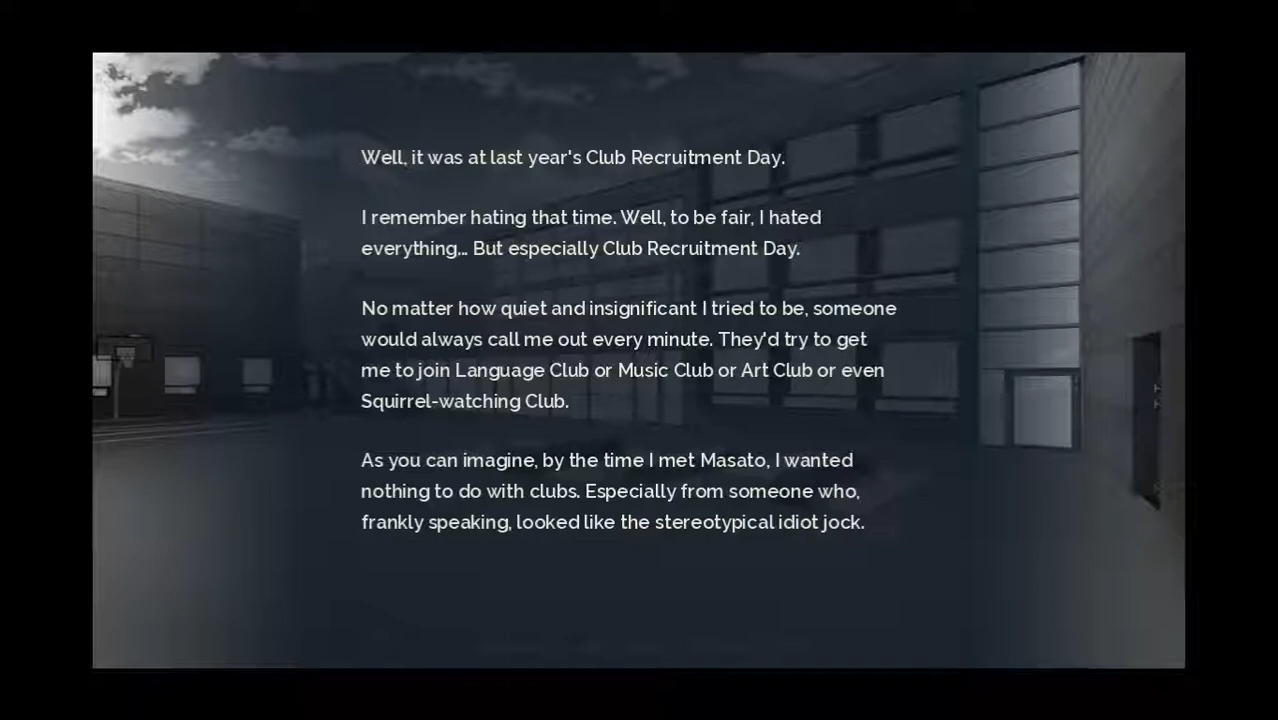 Well, it was at last year's Club Recruitment Day.
I remember hating that time. Well, to be fair, I hated
everything... But especially Club Recruitment Day.
No matter how quiet and insignificant I tried to be, someone
would always call me out every minute. They'd try to get
me to join Language Club or Music Club or Art Club or even
Squirrel-watching Club.
As you can imagine, by the time I met Masato, I wanted
nothing to do with clubs. Especially from someone who,
frankly speaking, looked like the stereotypical idiot jock.